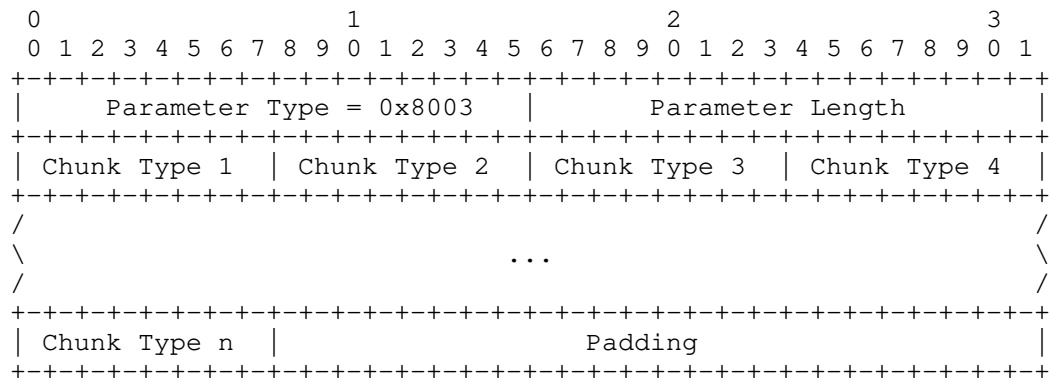 0                   1                   2                   3
 0 1 2 3 4 5 6 7 8 9 0 1 2 3 4 5 6 7 8 9 0 1 2 3 4 5 6 7 8 9 0 1
+-+-+-+-+-+-+-+-+-+-+-+-+-+-+-+-+-+-+-+-+-+-+-+-+-+-+-+-+-+-+-+-+
|     Parameter Type = 0x8003   |       Parameter Length        |
+-+-+-+-+-+-+-+-+-+-+-+-+-+-+-+-+-+-+-+-+-+-+-+-+-+-+-+-+-+-+-+-+
| Chunk Type 1  | Chunk Type 2  | Chunk Type 3  | Chunk Type 4  |
+-+-+-+-+-+-+-+-+-+-+-+-+-+-+-+-+-+-+-+-+-+-+-+-+-+-+-+-+-+-+-+-+
/                                                               /
\                              ...                              \
/                                                               /
+-+-+-+-+-+-+-+-+-+-+-+-+-+-+-+-+-+-+-+-+-+-+-+-+-+-+-+-+-+-+-+-+
| Chunk Type n  |                   Padding                     |
+-+-+-+-+-+-+-+-+-+-+-+-+-+-+-+-+-+-+-+-+-+-+-+-+-+-+-+-+-+-+-+-+